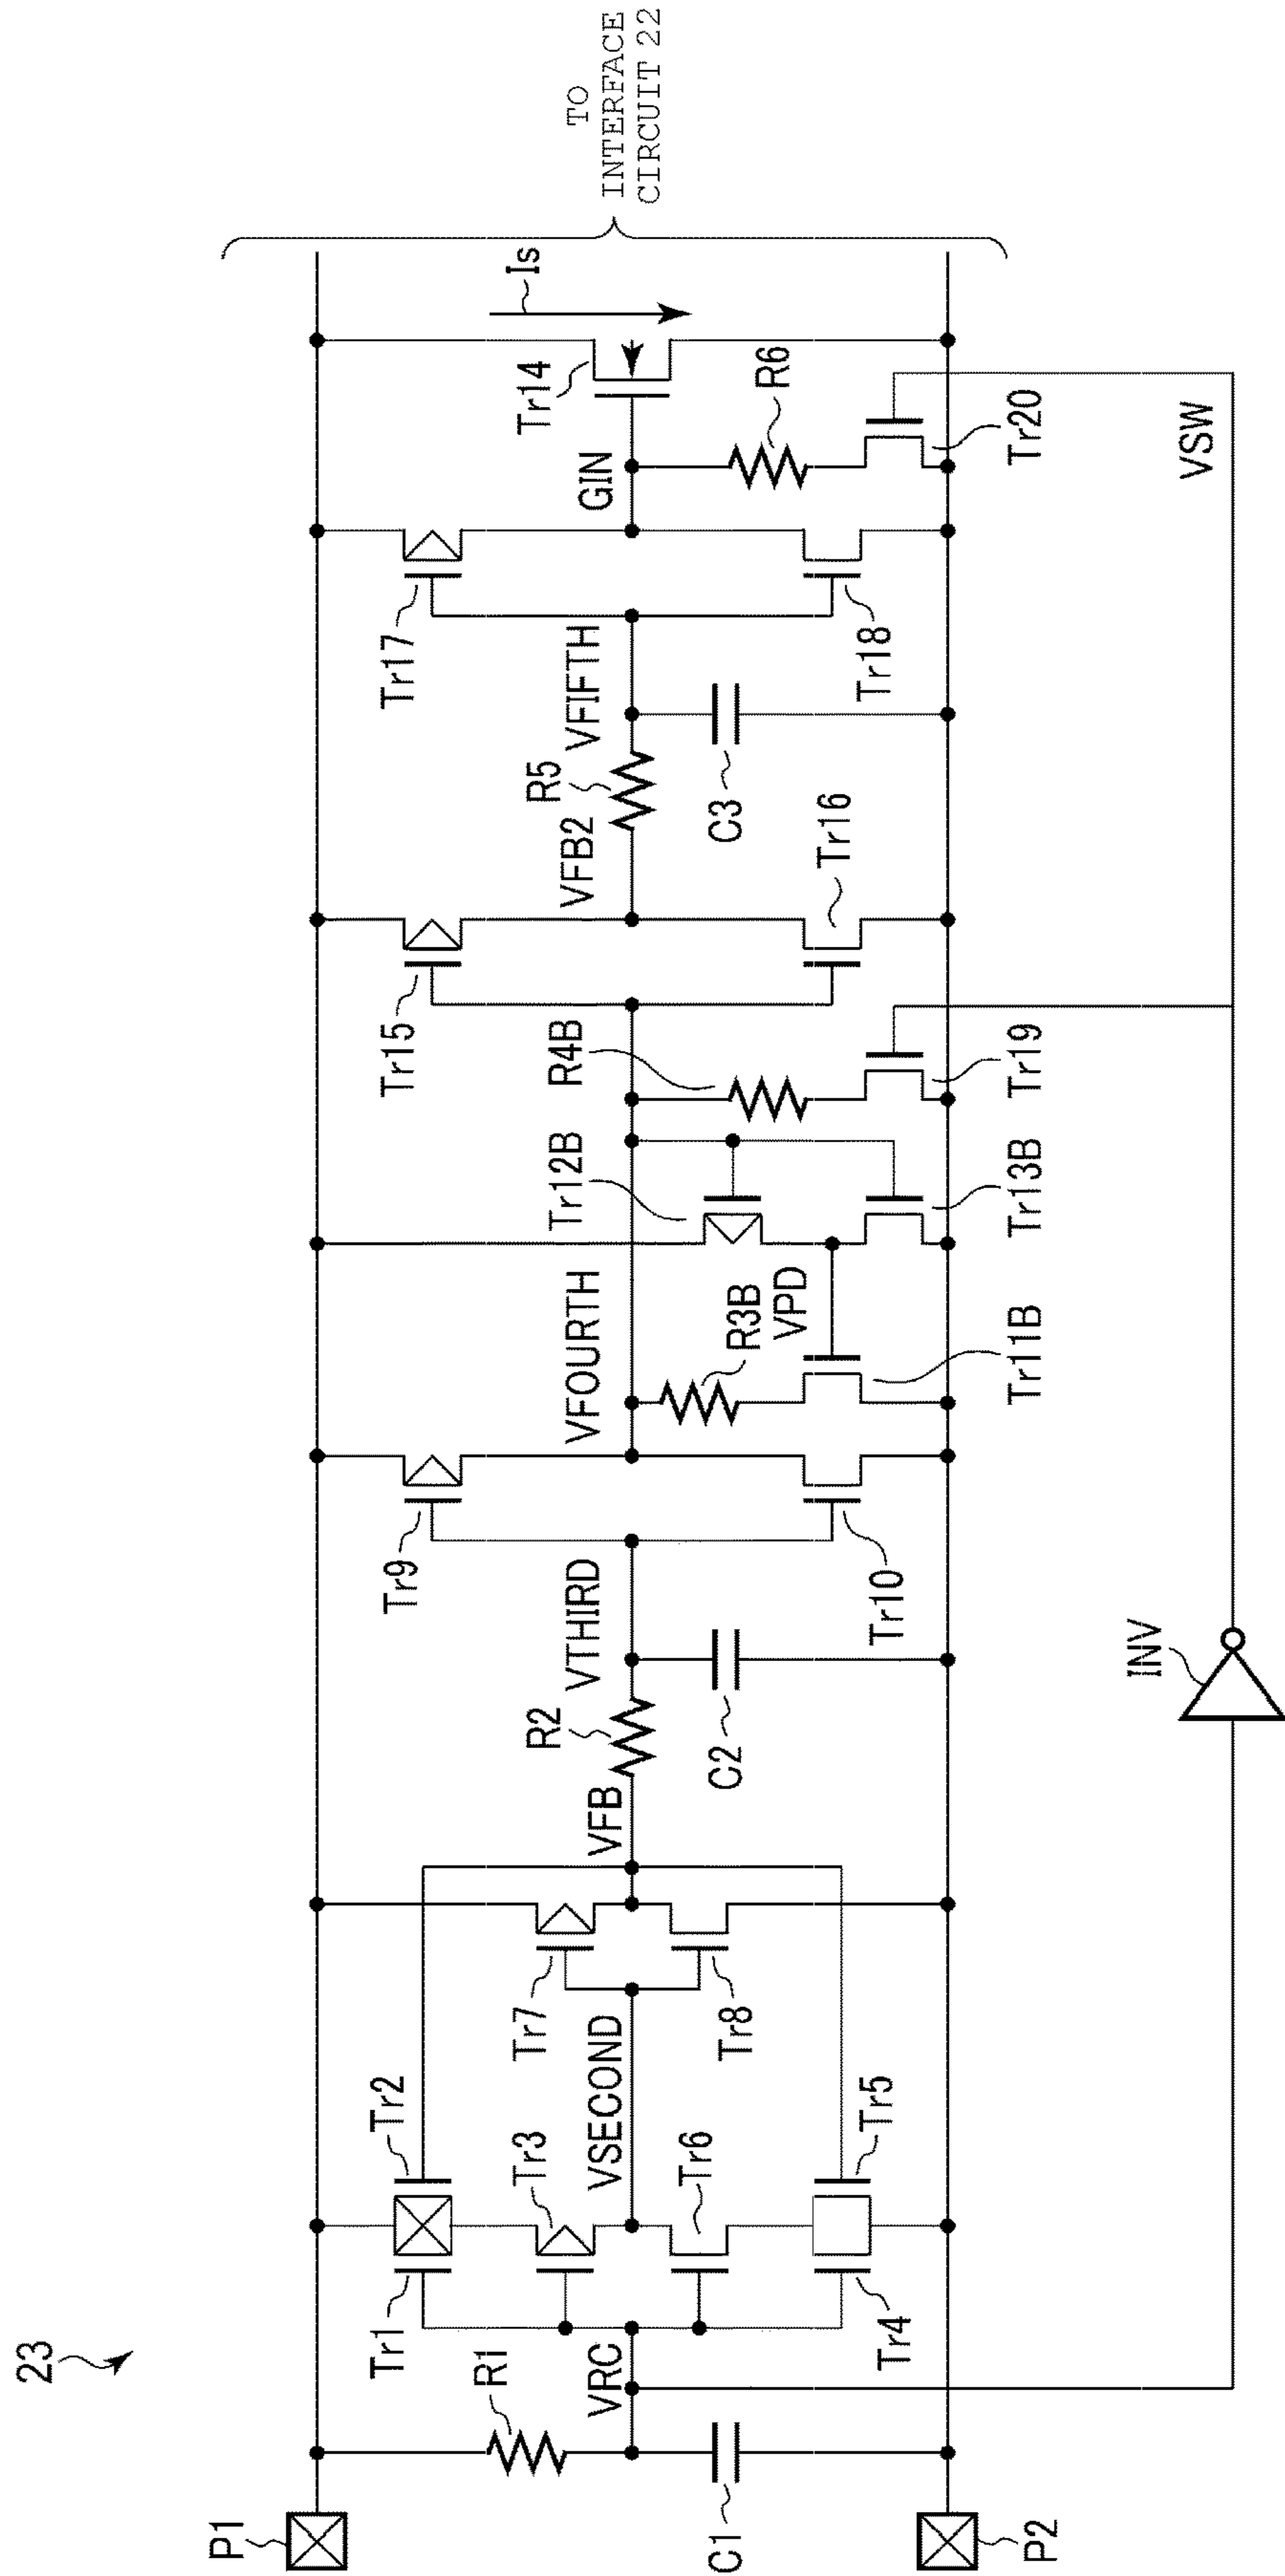 23
P1
R1
VRC
C1
P2
Tr1
Tr2
Tr3
VSECOND
Tr6
Tr4
Tr5
Tr7
Tr8
VFB
R2
VTHIRD
C2
INV
Tr9
Tr10
VFOURTH
R3B
VPD
Tr11B
Tr12B
Tr13B
R4B
Tr19
Tr15
Tr16
VFB2
R5
VFIFTH
C3
Tr17
Tr18
GIN
R6
Tr20
VSW
Tr14
Is
TO
INTERFACE
CIRCUIT 22